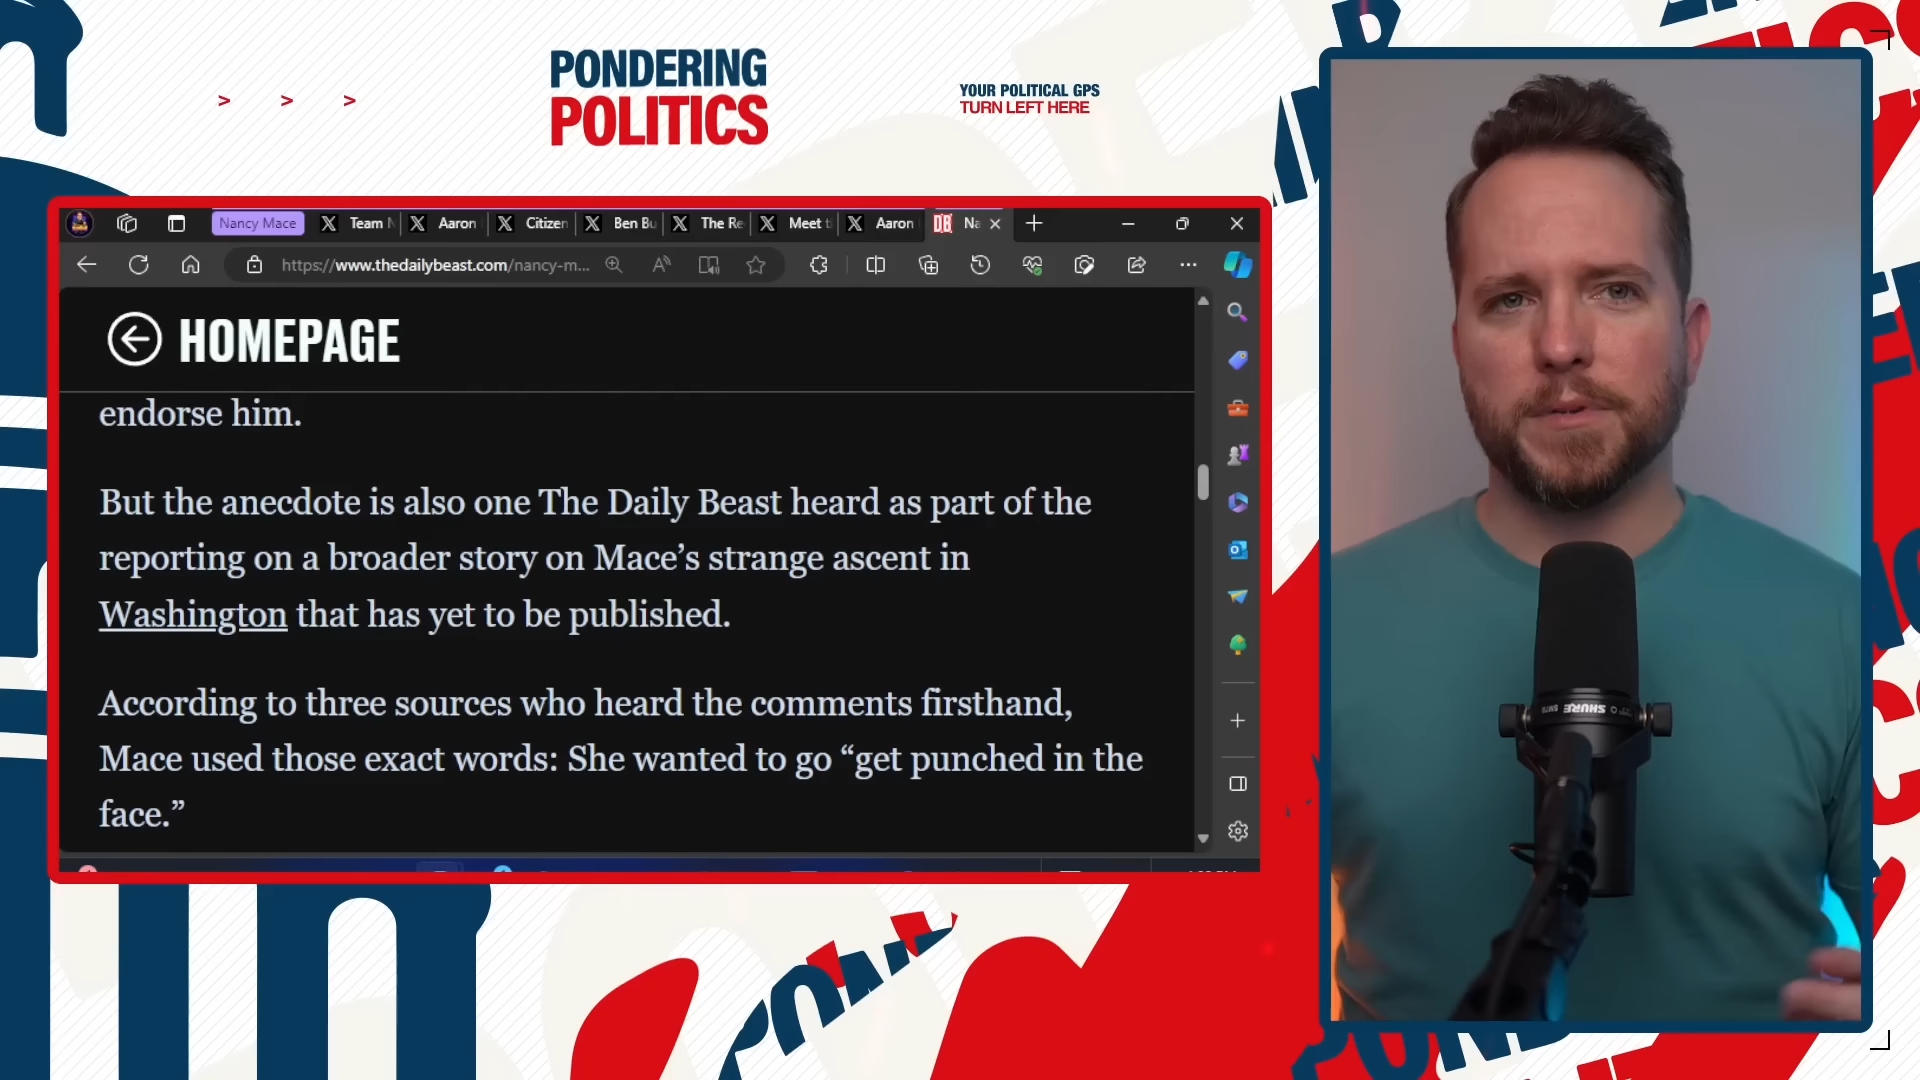 PONDERING
POLITICS
YOUR POLITICAL GPS
TURN LEFT HERE
> > >
Nancy Mace
Team
Aaron
Citizen
Ben Bu
The Re
Meet t
Aaron
DB
Na
https://www.thedailybeast.com/nancy-m...
HOMEPAGE
endorse him.
But the anecdote is also one The Daily Beast heard as part of the
reporting on a broader story on Mace’s strange ascent in
Washington that has yet to be published.
According to three sources who heard the comments firsthand,
Mace used those exact words: She wanted to go “get punched in the
face.”
SHURE